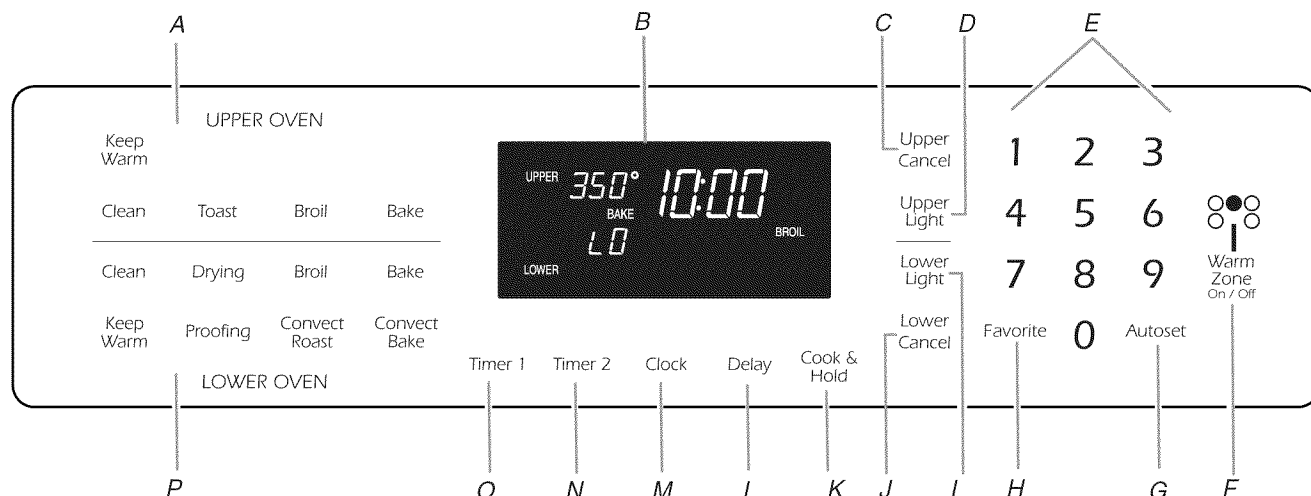 A B C D E
UPPER OVEN
Keep
Warm
Clean Toast Broil Bake
Clean Drying Broil Bake
Keep
Warm
Proofing
Convect
Roast
Convect
Bake
LOWER OVEN
UPPER 350° 10:00
BAKE
BROIL
LO
LOWER
Timer 1 Timer 2 Clock Delay Cook &
Hold
Upper
Cancel
Upper
Light
Lower
Light
Lower
Cancel
1 2 3
4 5 6
7 8 9
Favorite 0 Autoset
Warm
Zone
On / Off
P O N M L K J I H G F